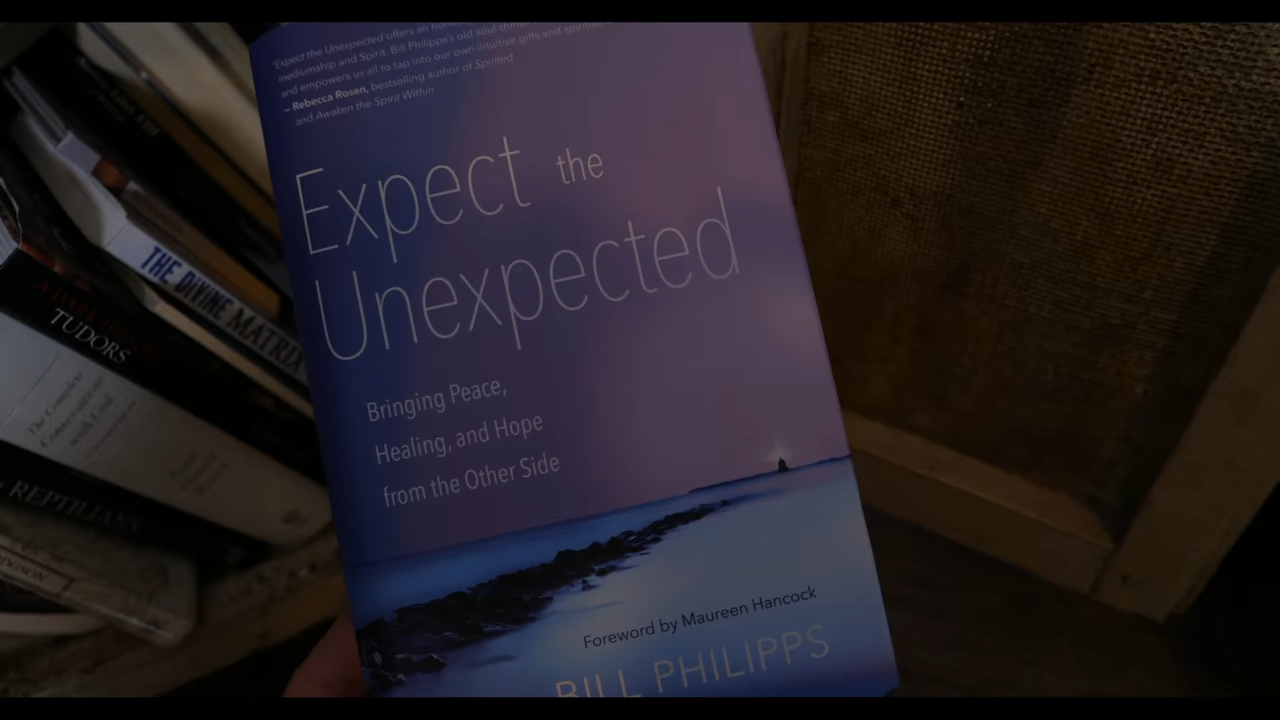 "Expect the Unexpected offers an
mediumship and Spirit. Bill Philipps's old soul shines
and empowers us all to tap into our own intuitive gifts and
—Rebecca Rosen, bestselling author of Spirited
and Awaken the Spirit Within
Expect the
Unexpected
Bringing Peace,
Healing, and Hope
from the Other Side
Foreword by Maureen Hancock
BILL PHILIPPS
THE DIVINE MATRIX
A DARK
TUDORS
The Complete
Conversations
with God
REPTILIANS